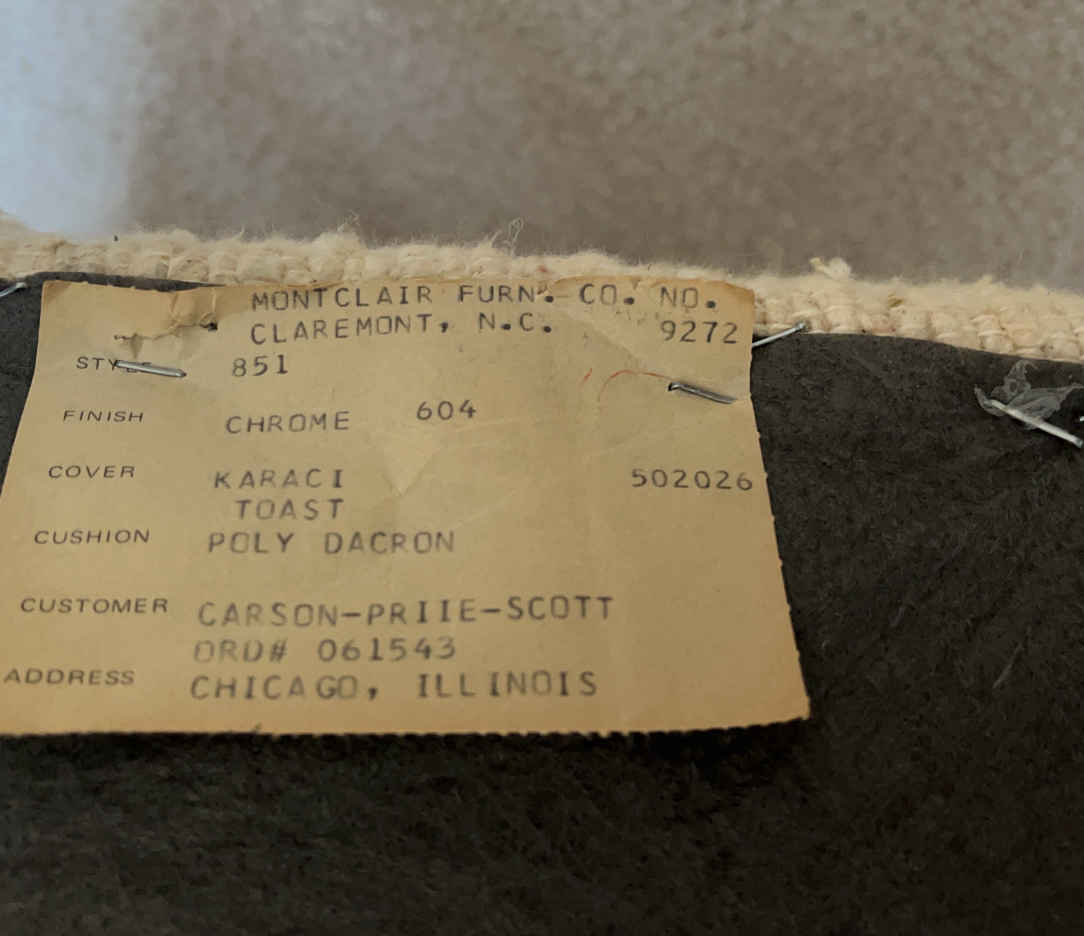 MONTCLAIR FURN. CO. NO.
CLAREMONT, N.C. 9272
STYLE 851
FINISH CHROME 604
COVER KARACI 502026
TOAST
CUSHION POLY DACRON
CUSTOMER CARSON-PRIIE-SCOTT
ORD# 061543
ADDRESS CHICAGO, ILLINOIS